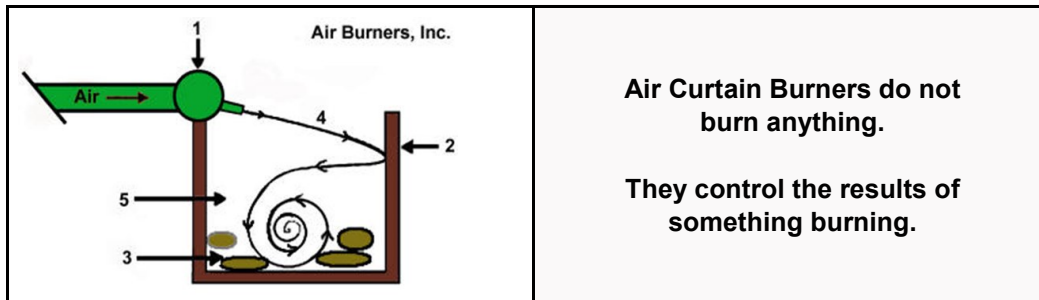 1
Air Burners, Inc.
Air
4
2
5
3
Air Curtain Burners do not
burn anything.
They control the results of
something burning.